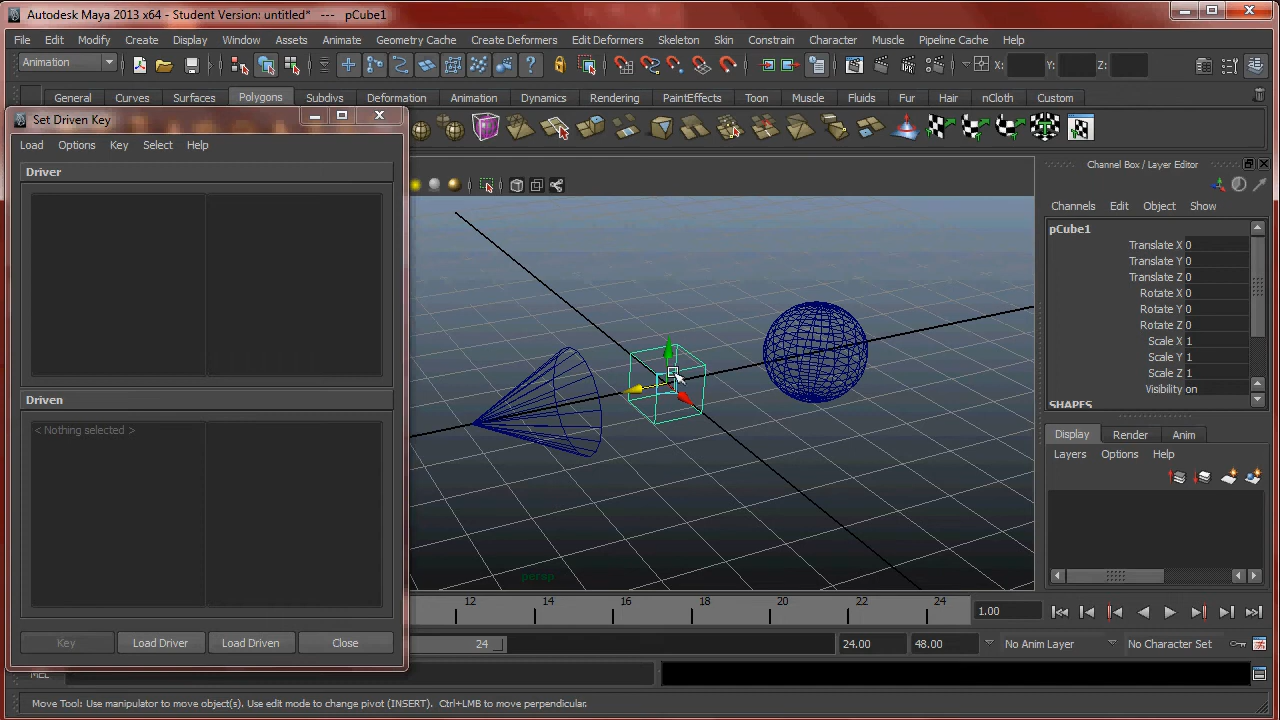 Autodesk Maya 2013 x64 - Student Version: untitled* --- pCube1
File Edit Modify Create Display Window Assets Animate Geometry Cache Create Deformers Edit Deformers Skeleton Skin Constrain Character Muscle Pipeline Cache Help
Animation X: Y: Z:
General Curves Surfaces Polygons Subdivs Deformation Animation Dynamics Rendering PaintEffects Toon Muscle Fluids Fur Hair nCloth Custom
Set Driven Key
Load Options Key Select Help
Driver
Driven
< Nothing selected >
Key Load Driver Load Driven Close
persp
Channel Box / Layer Editor
Channels Edit Object Show
pCube1
Translate X 0
Translate Y 0
Translate Z 0
Rotate X 0
Rotate Y 0
Rotate Z 0
Scale X 1
Scale Y 1
Scale Z 1
Visibility on
SHAPES
Display Render Anim
Layers Options Help
12 14 16 18 20 22 24 1.00
24 24.00 48.00 No Anim Layer No Character Set
MEL
Move Tool: Use manipulator to move object(s). Use edit mode to change pivot (INSERT). Ctrl+LMB to move perpendicular.